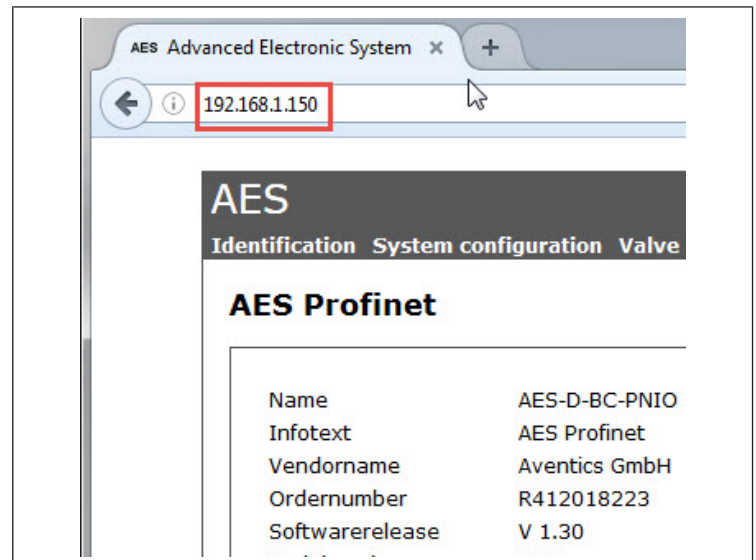 AES Advanced Electronic System
192.168.1.150
AES
Identification System configuration Valve
AES Profinet
Name AES-D-BC-PNIO
Infotext AES Profinet
Vendorname Aventics GmbH
Ordernumber R412018223
Softwarerelease V 1.30